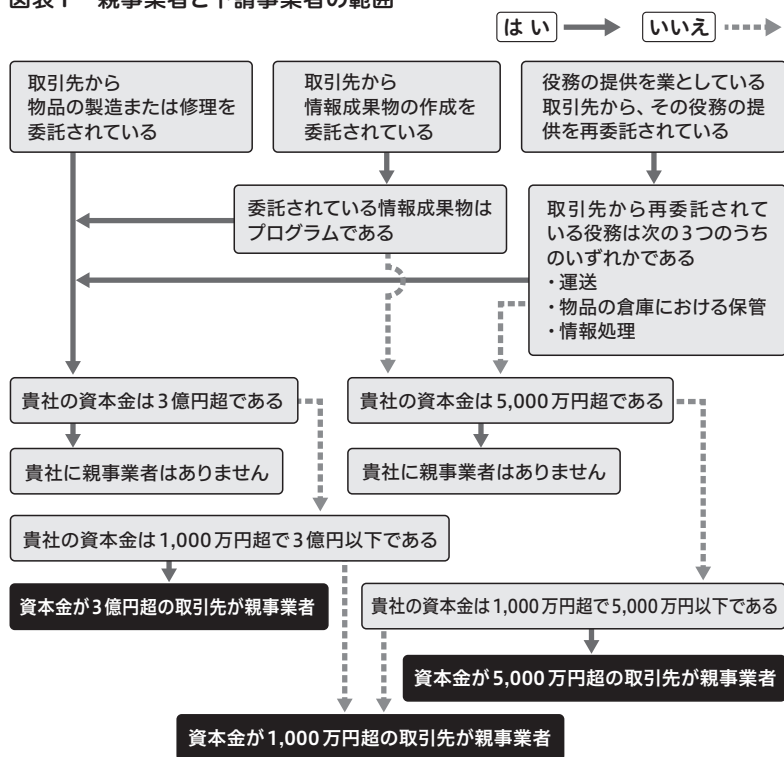 図表1 親事業者と下請事業者の範囲
はい
いいえ
取引先から
物品の製造または修理を
委託されている
取引先から
情報成果物の作成を
委託されている
役務の提供を業としている
取引先から、その役務の提
供を再委託されている
委託されている情報成果物は
プログラムである
取引先から再委託されて
いる役務は次の3つのうち
のいずれかである
・運送
・物品の倉庫における保管
・情報処理
貴社の資本金は3億円超である
貴社の資本金は5,000万円超である
貴社に親事業者はありません
貴社に親事業者はありません
貴社の資本金は1,000万円超で3億円以下である
資本金が3億円超の取引先が親事業者
貴社の資本金は1,000万円超で5,000万円以下である
資本金が5,000万円超の取引先が親事業者
資本金が1,000万円超の取引先が親事業者